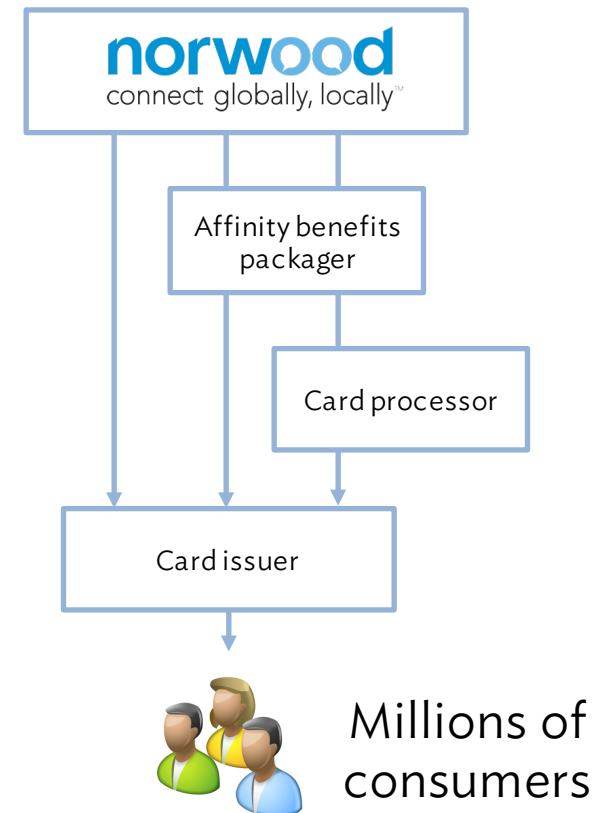 norwood
connect globally, locally™
Affinity benefits
packager
Card processor
Card issuer
Millions of
consumers